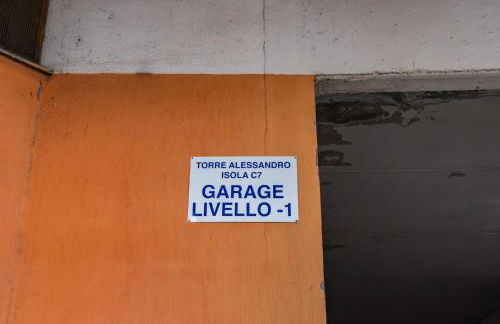 TORRE ALESSANDRO
ISOLA C7
GARAGE
LIVELLO -1